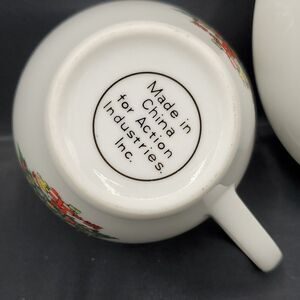 Made in
China
for Action
Industries.
Inc.